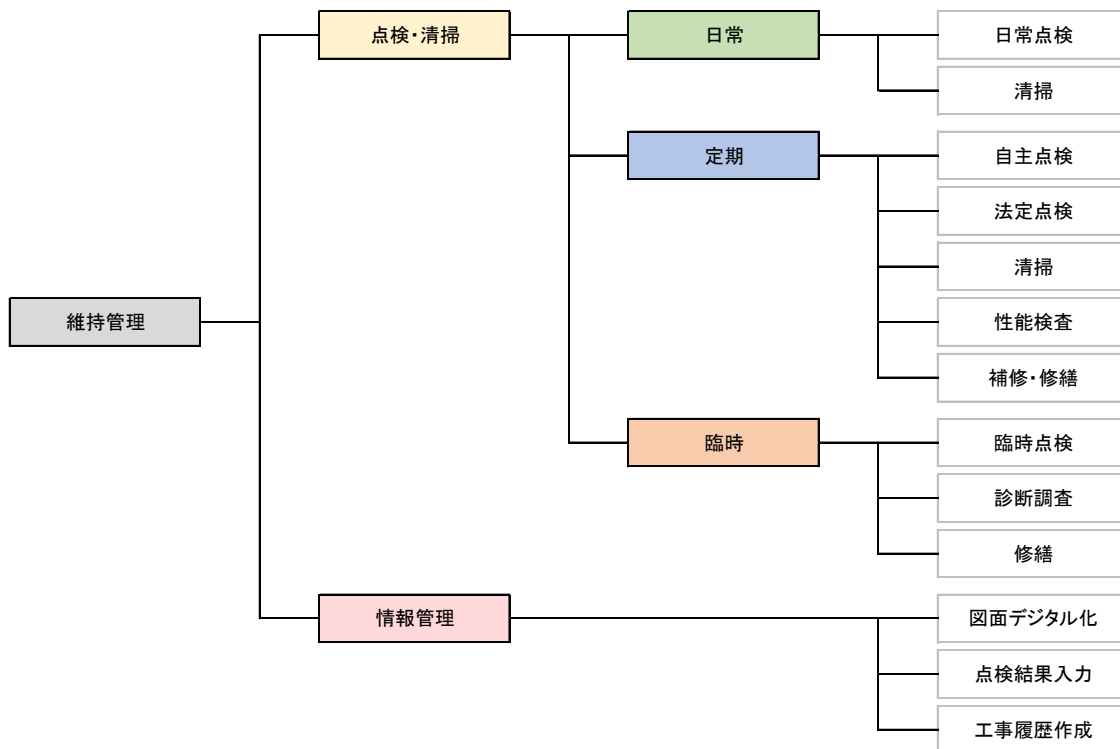 点検・清掃
日常
日常点検
清掃
定期
自主点検
法定点検
清掃
性能検査
補修・修繕
維持管理
臨時
臨時点検
診断調査
修繕
情報管理
図面デジタル化
点検結果入力
工事履歴作成